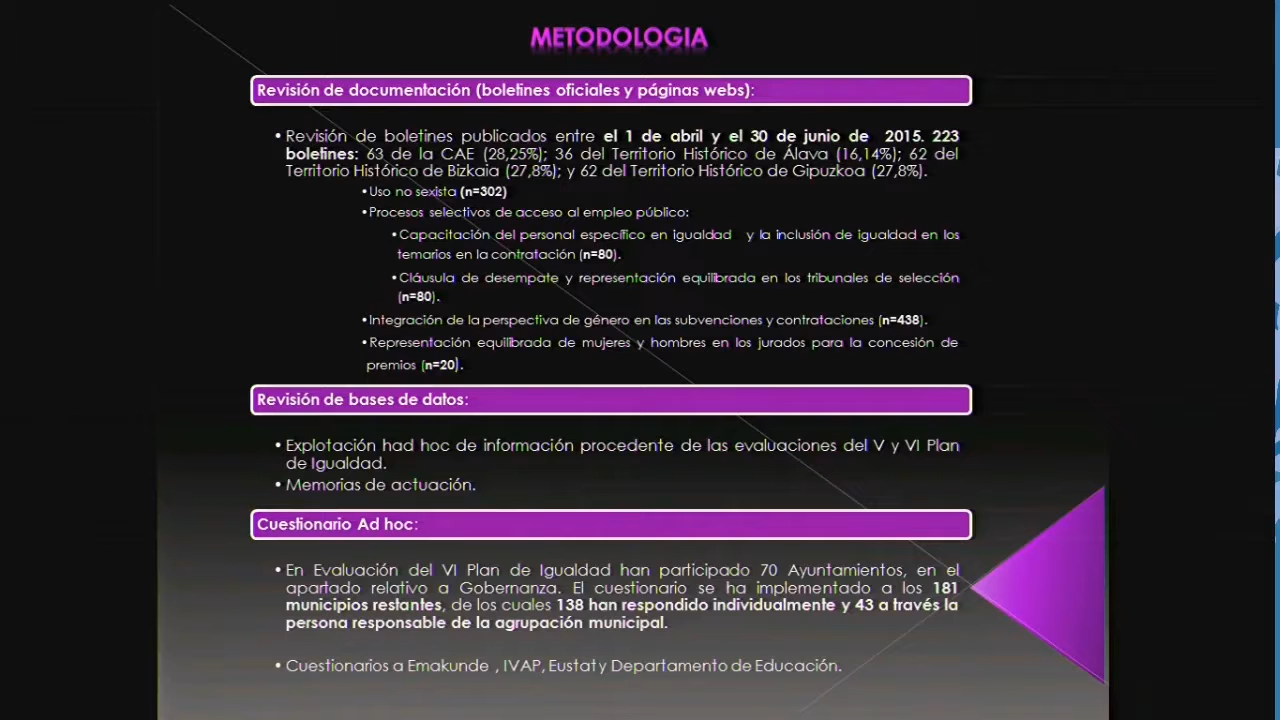 METODOLOGIA
Revisión de documentación (boletines oficiales y páginas webs):
• Revisión de boletines publicados entre el 1 de abril y el 30 de junio de 2015. 223
boletines: 63 de la CAE (28,25%); 36 del Territorio Histórico de Álava (16,14%); 62 del
Territorio Histórico de Bizkaia (27,8%); y 62 del Territorio Histórico de Gipuzkoa (27,8%).
• Uso no sexista (n=302)
• Procesos selectivos de acceso al empleo público:
• Capacitación del personal específico en igualdad y la inclusión de igualdad en los
temarios en la contratación (n=80).
• Cláusula de desempate y representación equilibrada en los tribunales de selección
(n=80).
• Integración de la perspectiva de género en las subvenciones y contrataciones (n=438).
• Representación equilibrada de mujeres y hombres en los jurados para la concesión de
premios (n=20).
Revisión de bases de datos:
• Explotación had hoc de información procedente de las evaluaciones del V y VI Plan
de Igualdad.
• Memorias de actuación.
Cuestionario Ad hoc:
• En Evaluación del VI Plan de Igualdad han participado 70 Ayuntamientos, en el
apartado relativo a Gobernanza. El cuestionario se ha implementado a los 181
municipios restantes, de los cuales 138 han respondido individualmente y 43 a través la
persona responsable de la agrupación municipal.
• Cuestionarios a Emakunde , IVAP, Eustat y Departamento de Educación.